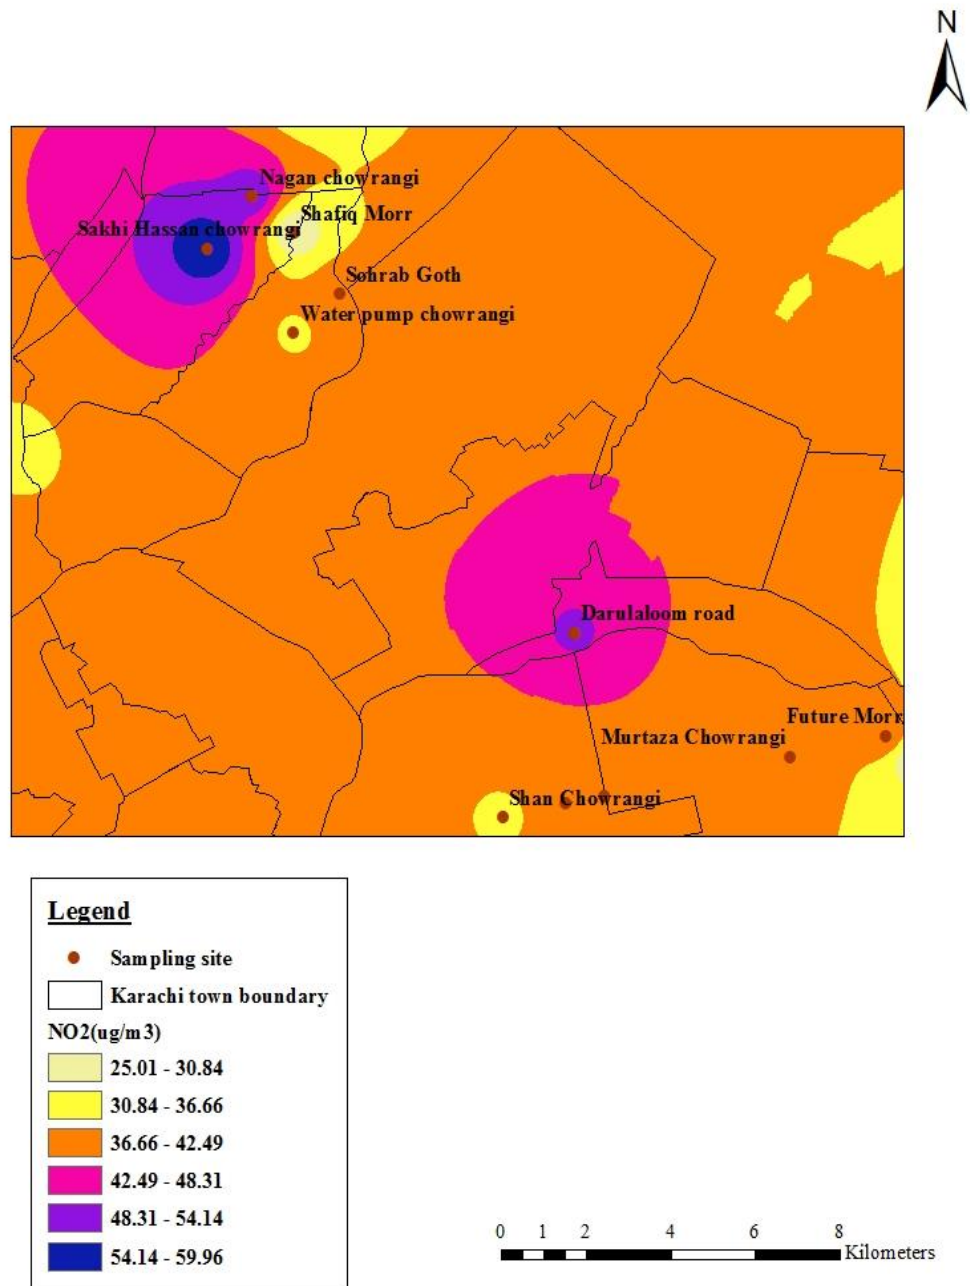 N
Nagan chowrangi
Shafiq Morr
Sakhi Hassan chowrangi
Sohrab Goth
Water pump chowrangi
Darulaloom road
Future Morr
Murtaza Chowrangi
Shan Chowrangi
Legend
Sampling site
Karachi town boundary
NO2(ug/m3)
25.01 - 30.84
30.84 - 36.66
36.66 - 42.49
42.49 - 48.31
48.31 - 54.14
54.14 - 59.96
0 1 2 4 6 8
Kilometers